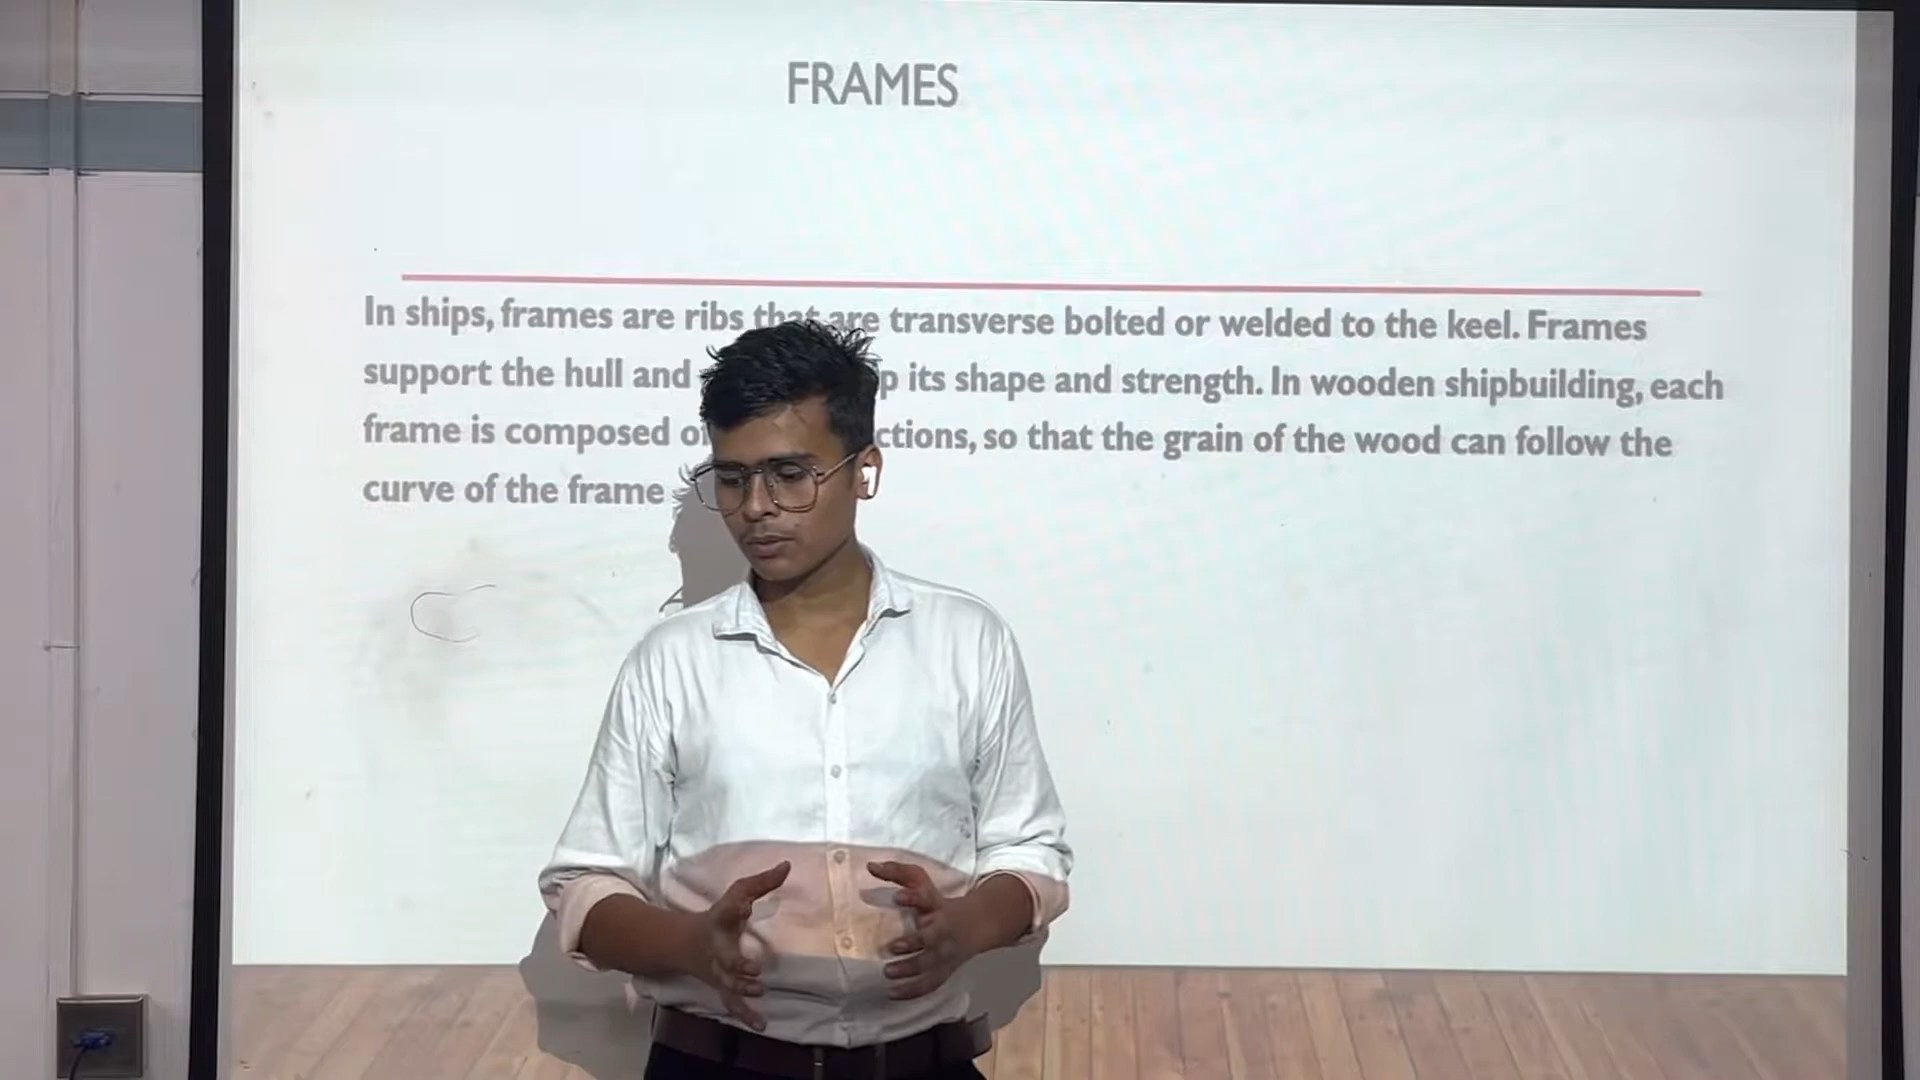 FRAMES
In ships, frames are ribs that are transverse bolted or welded to the keel. Frames
support the hull and its shape and strength. In wooden shipbuilding, each
frame is composed of so that the grain of the wood can follow the
curve of the frame